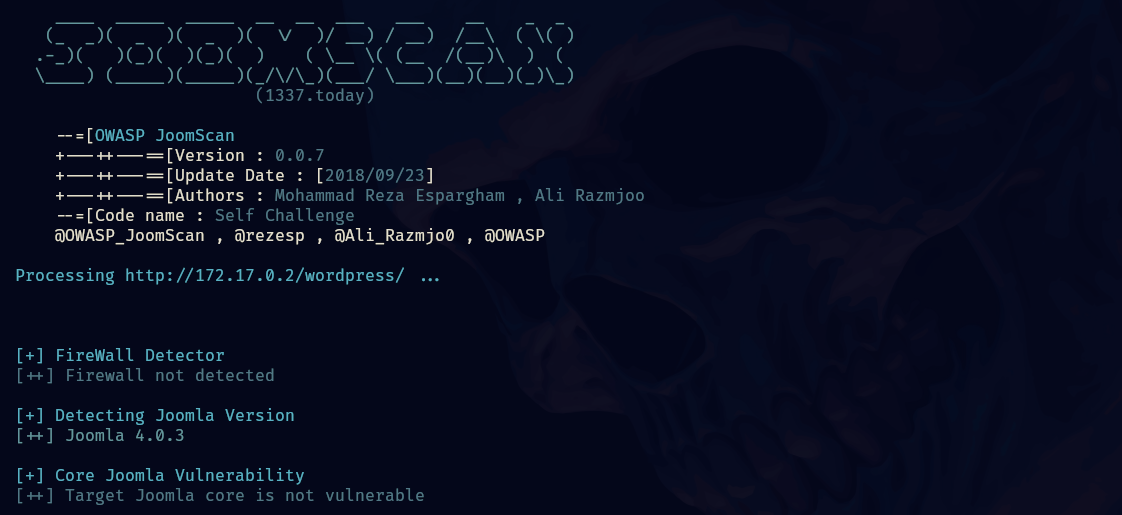 (1337.today)
--=[OWASP JoomScan
+---++---==[Version : 0.0.7
+---++---==[Update Date : [2018/09/23]
+---++---==[Authors : Mohammad Reza Espargham , Ali Razmjoo
--=[Code name : Self Challenge
@OWASP_JoomScan , @rezesp , @Ali_Razmjo0 , @OWASP
Processing http://172.17.0.2/wordpress/ ...
[+] FireWall Detector
[++] Firewall not detected
[+] Detecting Joomla Version
[++] Joomla 4.0.3
[+] Core Joomla Vulnerability
[++] Target Joomla core is not vulnerable